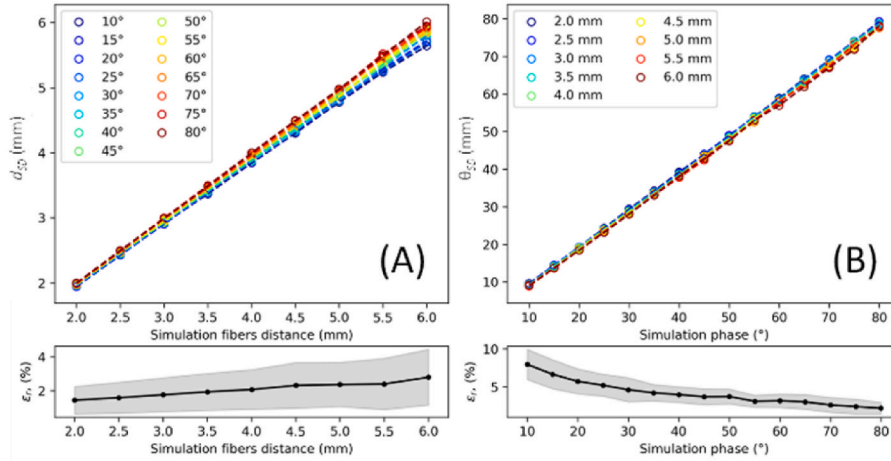 10° 50°
15° 55°
20° 60°
25° 65°
30° 70°
35° 75°
40° 80°
45°
6
5
4
3
2
d_SD (mm)
(A)
2.0 2.5 3.0 3.5 4.0 4.5 5.0 5.5 6.0
Simulation fibers distance (mm)
4
2
ε_r, (%)
2.0 2.5 3.0 3.5 4.0 4.5 5.0 5.5 6.0
Simulation fibers distance (mm)
2.0 mm 4.5 mm
2.5 mm 5.0 mm
3.0 mm 5.5 mm
3.5 mm 6.0 mm
4.0 mm
80
70
60
50
40
30
20
10
θ_SD (mm)
(B)
10 20 30 40 50 60 70 80
Simulation phase (°)
10
5
ε_r, (%)
10 20 30 40 50 60 70 80
Simulation phase (°)